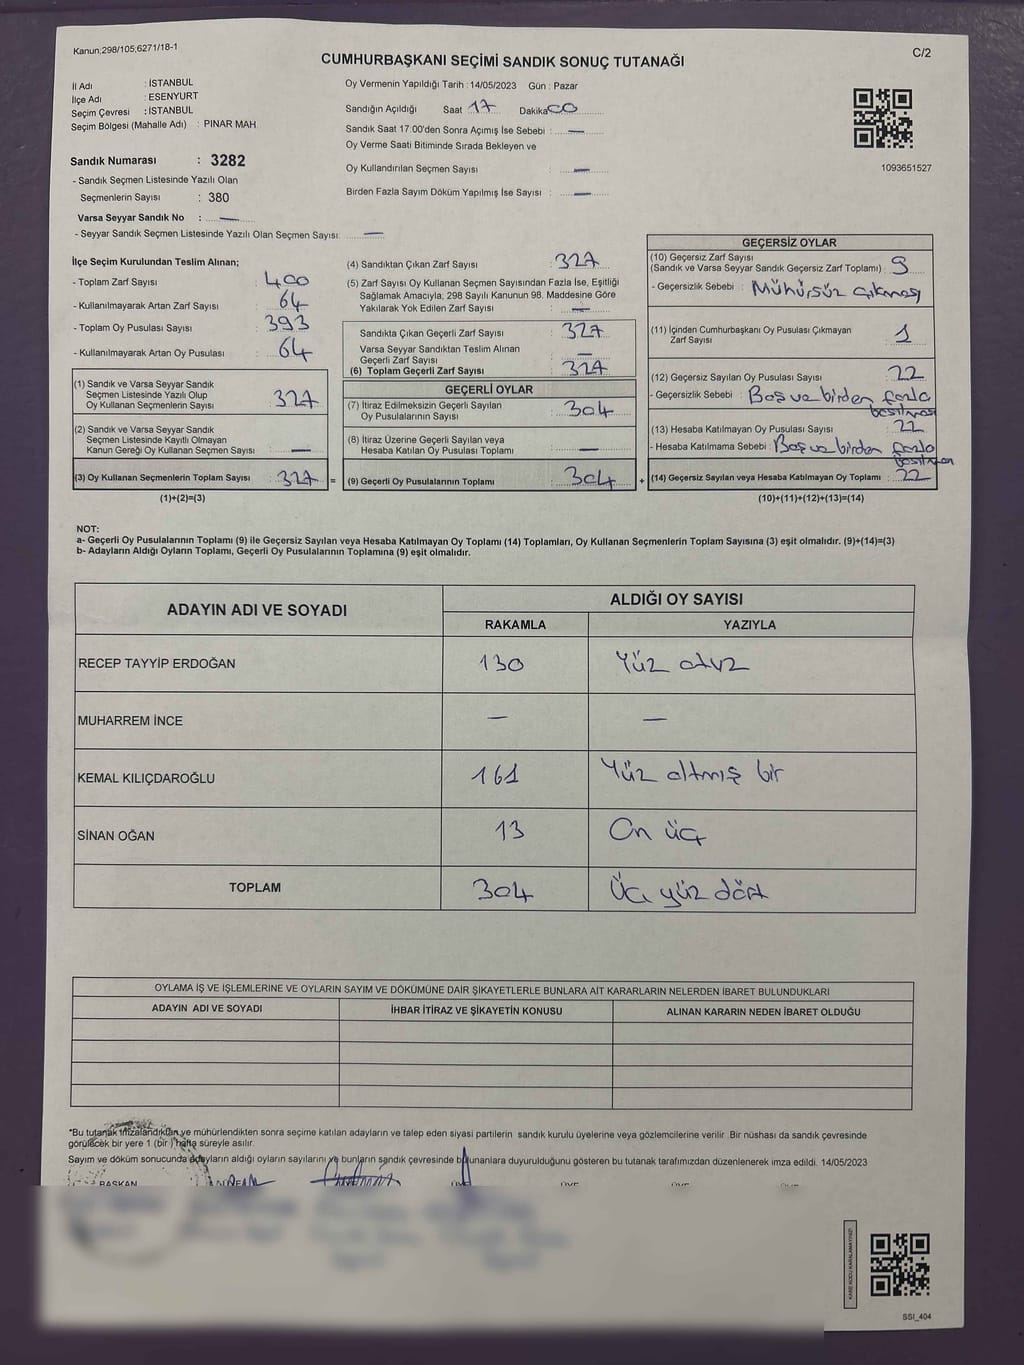 Kanun;298/105,6271/18-1
C/2
CUMHURBAŞKANI SEÇİMİ SANDIK SONUÇ TUTANAĞI
İl Adı : İSTANBUL
İlçe Adı : ESENYURT
Seçim Çevresi : İSTANBUL
Seçim Bölgesi (Mahalle Adı) : PINAR MAH.
Oy Vermenin Yapıldığı Tarih : 14/05/2023 Gün : Pazar
Sandığın Açıldığı Saat 17 Dakika 00
Sandık Saat 17:00'den Sonra Açımış İse Sebebi : —
Oy Verme Saati Bitiminde Sırada Bekleyen ve
Oy Kullandırılan Seçmen Sayısı : —
Birden Fazla Sayım Döküm Yapılmış İse Sayısı : —
1093651527
Sandık Numarası : 3282
- Sandık Seçmen Listesinde Yazılı Olan
Seçmenlerin Sayısı : 380
Varsa Seyyar Sandık No : —
- Seyyar Sandık Seçmen Listesinde Yazılı Olan Seçmen Sayısı: —
İlçe Seçim Kurulundan Teslim Alınan;
- Toplam Zarf Sayısı : 400
- Kullanılmayarak Artan Zarf Sayısı : 64
- Toplam Oy Pusulası Sayısı : 393
- Kullanılmayarak Artan Oy Pusulası : 64
(1) Sandık ve Varsa Seyyar Sandık
Seçmen Listesinde Yazılı Olup
Oy Kullanan Seçmenlerin Sayısı : 327
(2) Sandık ve Varsa Seyyar Sandık
Seçmen Listesinde Kayıtlı Olmayan
Kanun Gereği Oy Kullanan Seçmen Sayısı : —
(3) Oy Kullanan Seçmenlerin Toplam Sayısı : 327 =
(1)+(2)=(3)
(4) Sandıktan Çıkan Zarf Sayısı : 327
(5) Zarf Sayısı Oy Kullanan Seçmen Sayısından Fazla İse, Eşitliği
Sağlamak Amacıyla; 298 Sayılı Kanunun 98. Maddesine Göre
Yakılarak Yok Edilen Zarf Sayısı : —
Sandıkta Çıkan Geçerli Zarf Sayısı : 327
Varsa Seyyar Sandıktan Teslim Alınan
Geçerli Zarf Sayısı : —
(6) Toplam Geçerli Zarf Sayısı : 327
GEÇERLİ OYLAR
(7) İtiraz Edilmeksizin Geçerli Sayılan
Oy Pusulalarının Sayısı : 304
(8) İtiraz Üzerine Geçerli Sayılan veya
Hesaba Katılan Oy Pusulası Toplamı : —
(9) Geçerli Oy Pusulalarının Toplamı : 304 +
GEÇERSİZ OYLAR
(10) Geçersiz Zarf Sayısı
(Sandık ve Varsa Seyyar Sandık Geçersiz Zarf Toplamı) : 9
- Geçersizlik Sebebi : Mühürsüz çıkması
(11) İçinden Cumhurbaşkanı Oy Pusulası Çıkmayan
Zarf Sayısı : 1
(12) Geçersiz Sayılan Oy Pusulası Sayısı : 22
- Geçersizlik Sebebi : Boş ve birden fazla
basılması
(13) Hesaba Katılmayan Oy Pusulası Sayısı : 22
- Hesaba Katılmama Sebebi : Boş ve birden fazla
basılması
(14) Geçersiz Sayılan veya Hesaba Katılmayan Oy Toplamı : 22
(10)+(11)+(12)+(13)=(14)
NOT:
a- Geçerli Oy Pusulalarının Toplamı (9) ile Geçersiz Sayılan veya Hesaba Katılmayan Oy Toplamı (14) Toplamları, Oy Kullanan Seçmenlerin Toplam Sayısına (3) eşit olmalıdır. (9)+(14)=(3)
b- Adayların Aldığı Oyların Toplamı, Geçerli Oy Pusulalarının Toplamına (9) eşit olmalıdır.
ADAYIN ADI VE SOYADI ALDIĞI OY SAYISI
RAKAMLA YAZIYLA
RECEP TAYYİP ERDOĞAN 130 Yüz otuz
MUHARREM İNCE — —
KEMAL KILIÇDAROĞLU 161 Yüz altmış bir
SİNAN OĞAN 13 On üç
TOPLAM 304 Üç yüz dört
OYLAMA İŞ VE İŞLEMLERİNE VE OYLARIN SAYIM VE DÖKÜMÜNE DAİR ŞİKAYETLERLE BUNLARA AİT KARARLARIN NELERDEN İBARET BULUNDUKLARI
ADAYIN ADI VE SOYADI İHBAR İTİRAZ VE ŞİKAYETİN KONUSU ALINAN KARARIN NEDEN İBARET OLDUĞU
*Bu tutanak imzalandıktan ve mühürlendikten sonra seçime katılan adayların ve talep eden siyasi partilerin sandık kurulu üyelerine veya gözlemcilerine verilir. Bir nüshası da sandık çevresinde
görülecek bir yere 1 (bir) hafta süreyle asılır.
Sayım ve döküm sonucunda adayların aldığı oyların sayılarını ve bunların sandık çevresinde bulunanlara duyurulduğunu gösteren bu tutanak tarafımızdan düzenlenerek imza edildi. 14/05/2023
BAŞKAN
KARE KODU KARALAMAYINIZ!
SSI_404